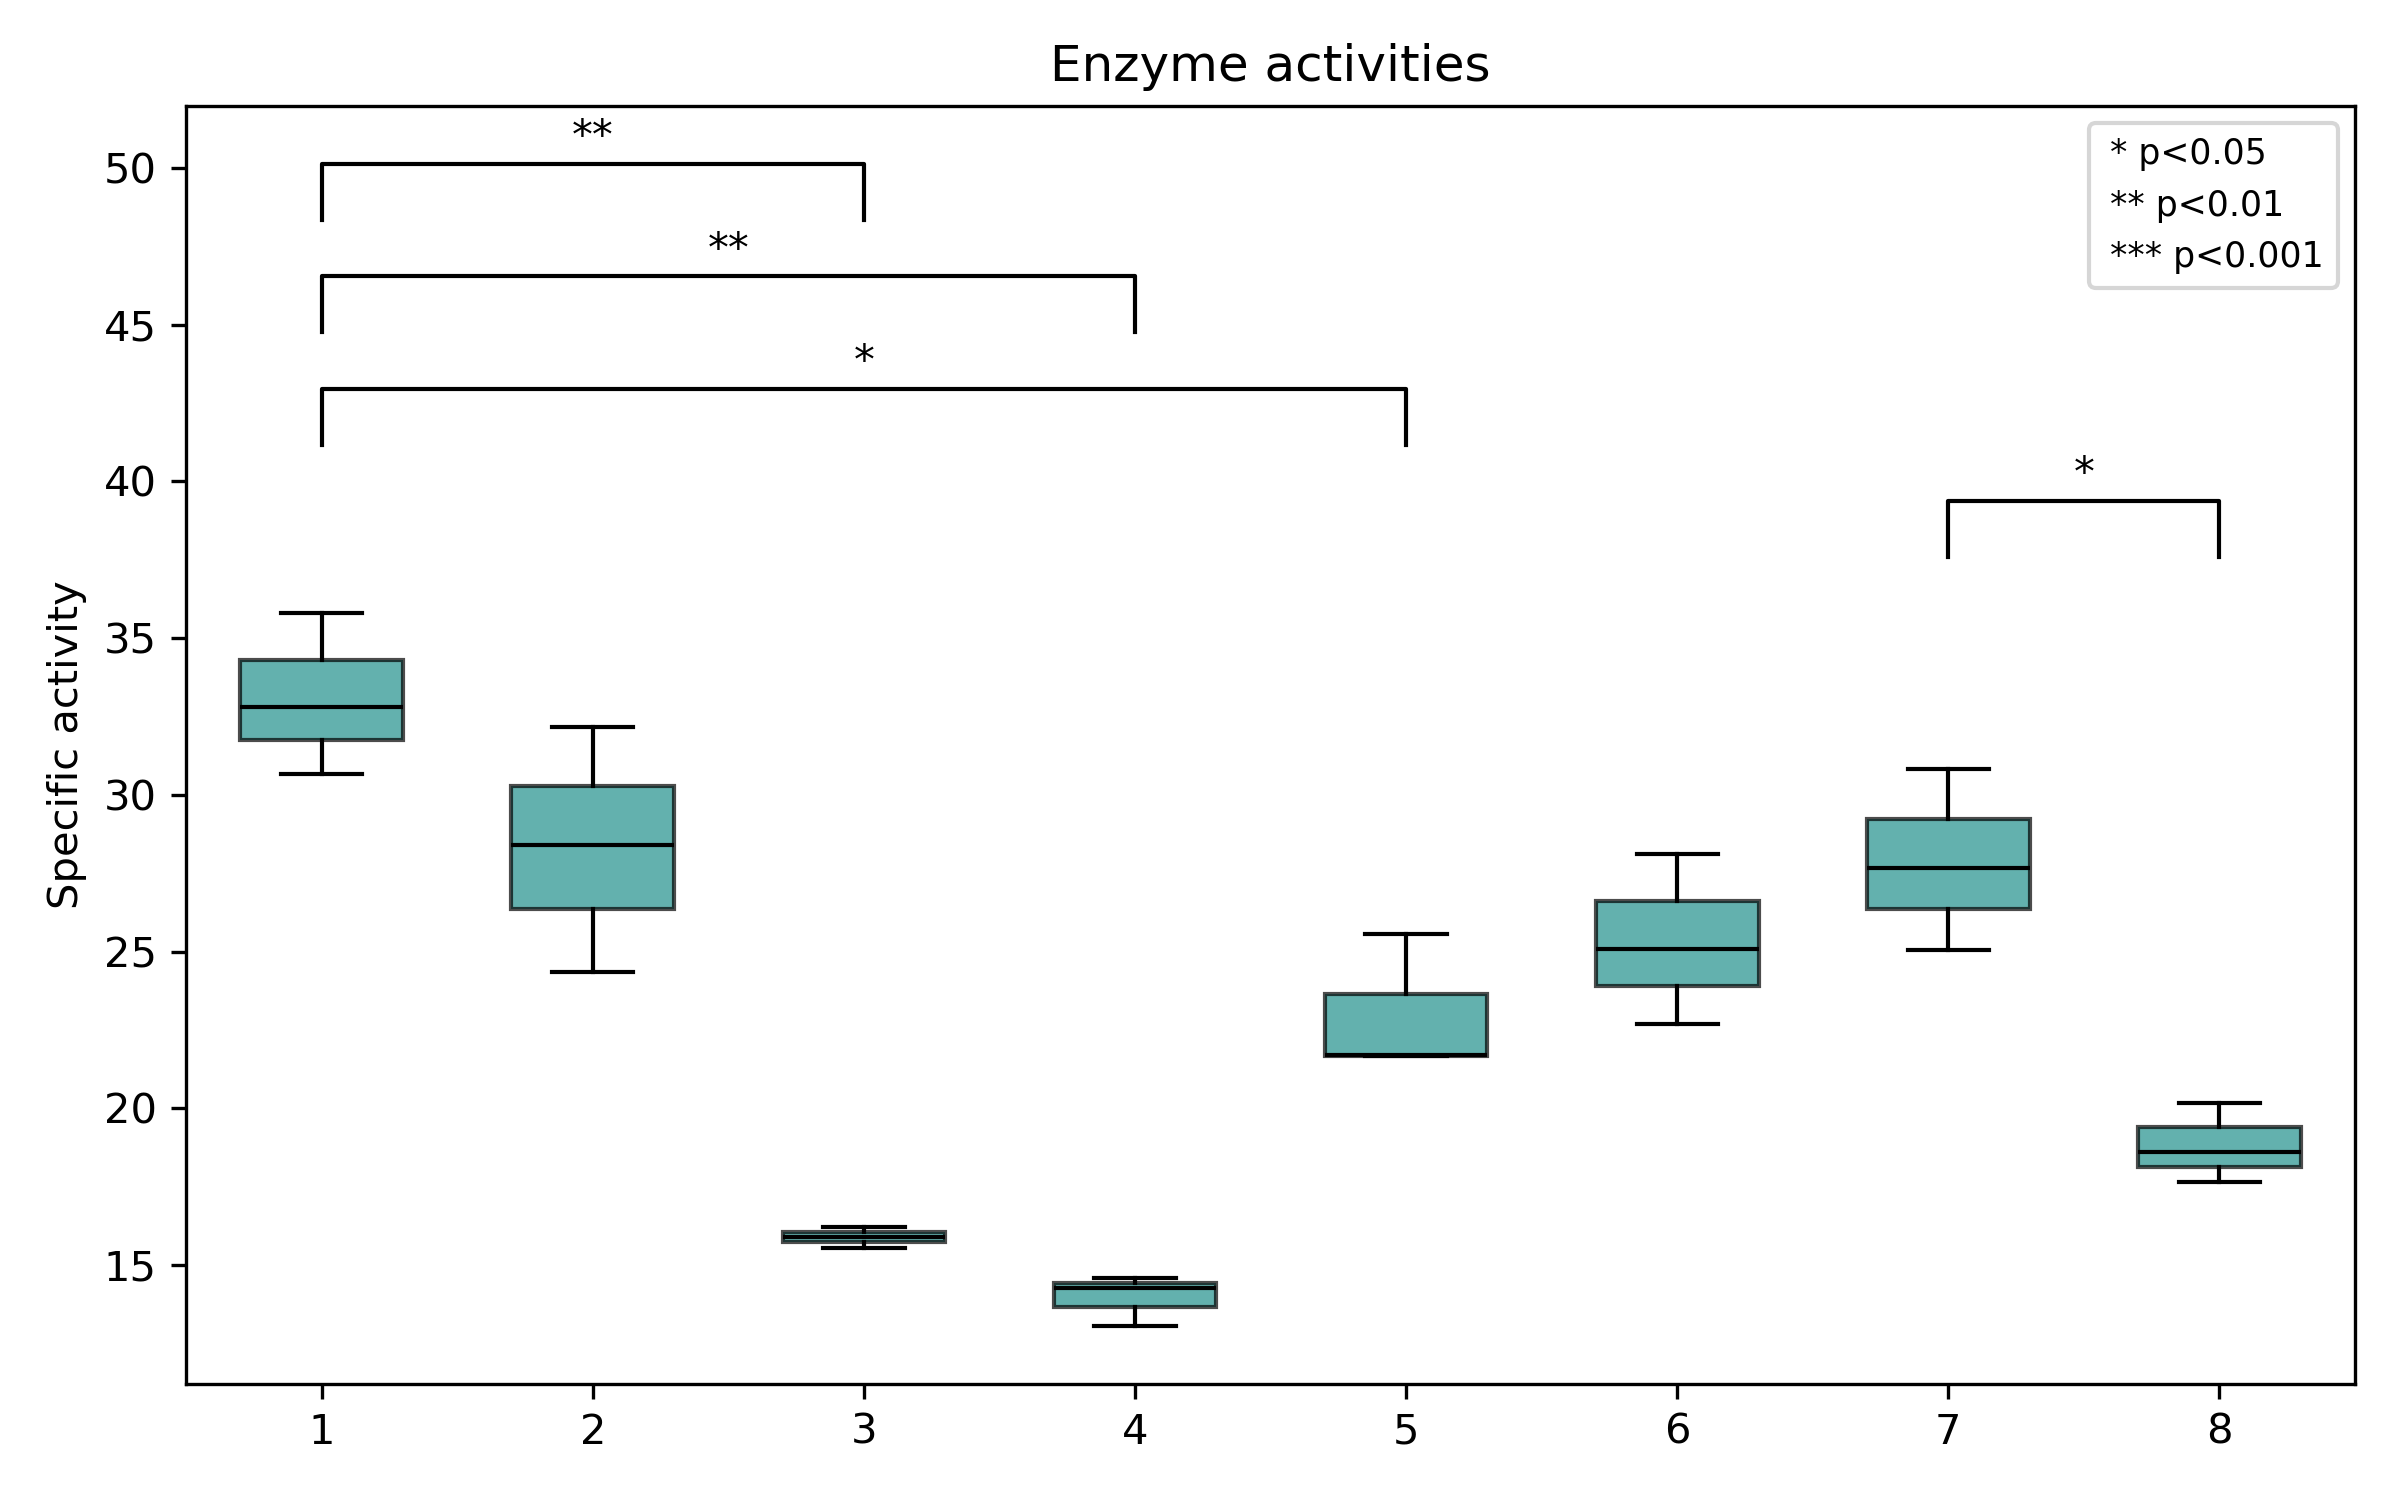 Enzyme activities
**
**
*
*
* p<0.05
** p<0.01
*** p<0.001
Specific activity
50
45
40
35
30
25
20
15
1 2 3 4 5 6 7 8